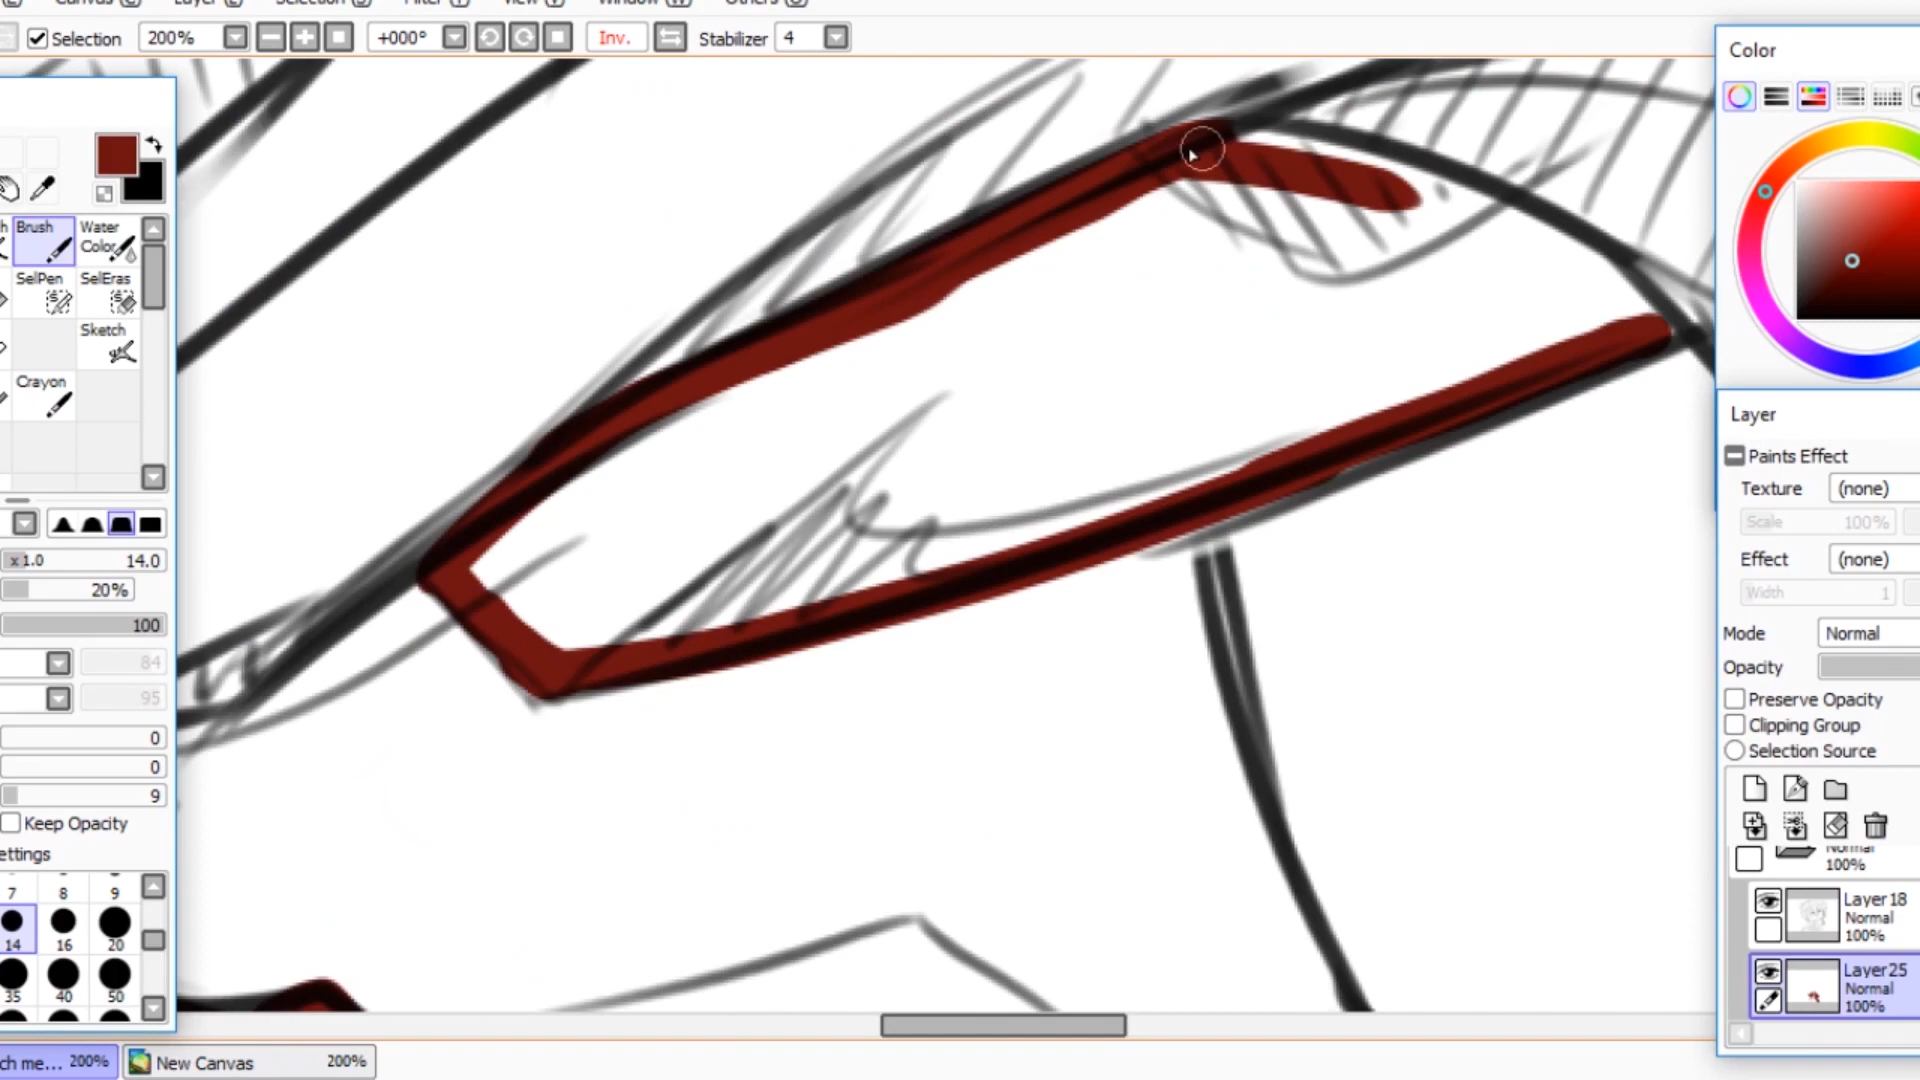 Selection
200%
+000°
Inv.
Stabilizer 4
Color
Brush
Water
Color
SelPen
SelEras
Sketch
Crayon
x1.0 14.0
20%
100
84
95
0
0
9
Keep Opacity
ettings
7 8 9
14 16 20
35 40 50
Layer
Paints Effect
Texture (none)
Scale 100%
Effect (none)
Width 1
Mode Normal
Opacity
Preserve Opacity
Clipping Group
Selection Source
Normal
100%
Layer18
Normal
100%
Layer25
Normal
100%
ch me... 200%
New Canvas 200%